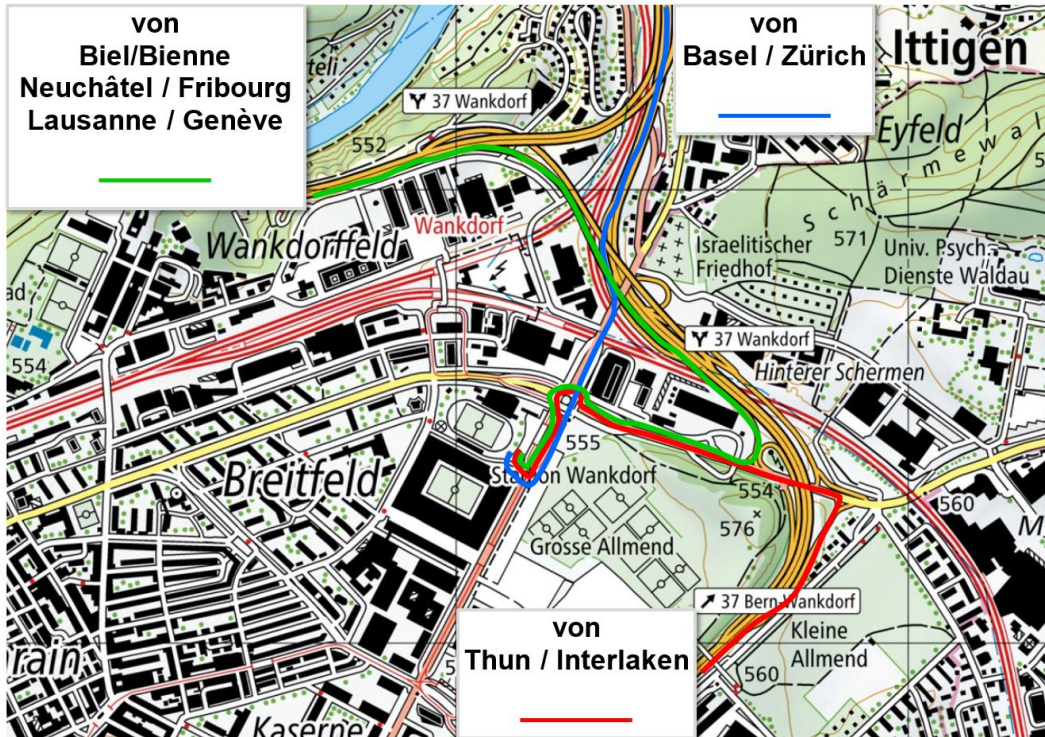 von
Biel/Bienne
Neuchâtel / Fribourg
Lausanne / Genève
von
Basel / Zürich
Ittigen
37 Wankdorf
552
Eyfeld
Schärmewal
571
Wankdorffeld
Wankdorf
Israelitischer
Friedhof
Univ. Psych.
Dienste Waldau
554
37 Wankdorf
Hinterer Schermen
555
Breitfeld
Stadion Wankdorf
554
560
576
Grosse Allmend
37 Bern-Wankdorf
von
Thun / Interlaken
Kleine
Allmend
560
rain
Kaserne